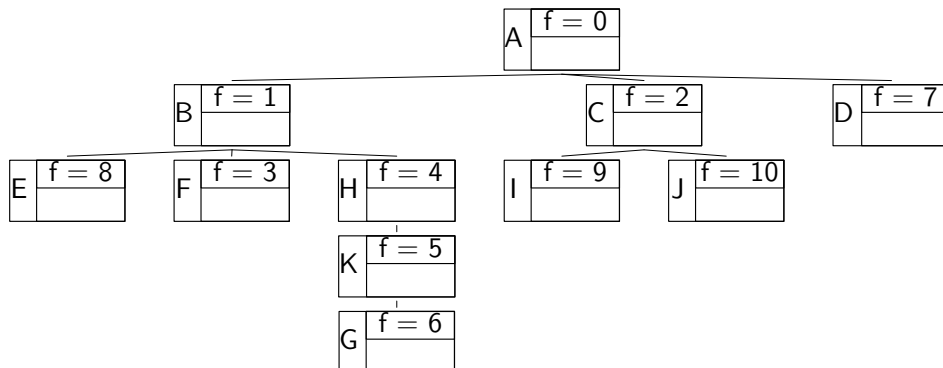 A f = 0
B f = 1
C f = 2
D f = 7
E f = 8
F f = 3
H f = 4
I f = 9
J f = 10
K f = 5
G f = 6